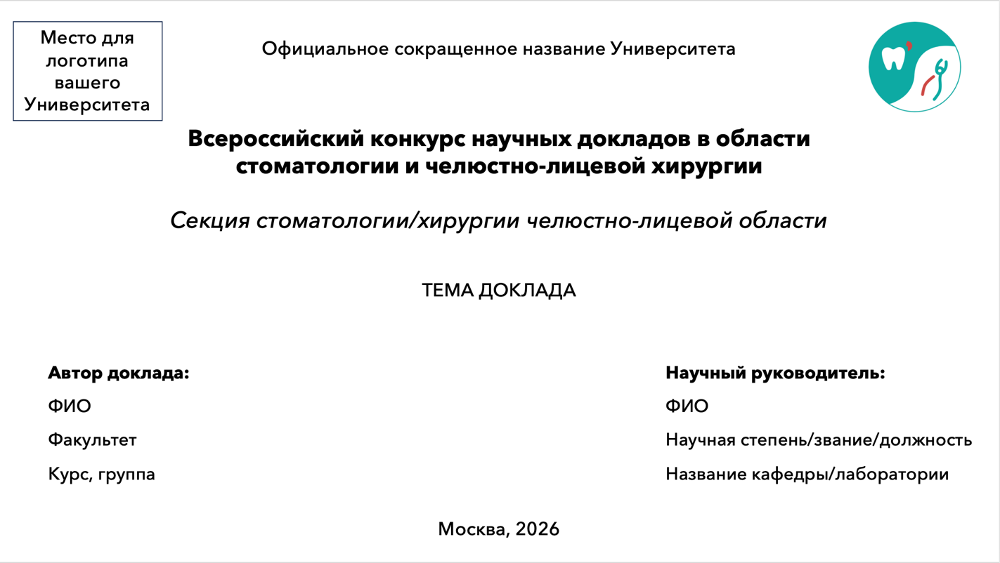 Место для
логотипа
вашего
Университета
Официальное сокращенное название Университета
Всероссийский конкурс научных докладов в области
стоматологии и челюстно-лицевой хирургии
Секция стоматологии/хирургии челюстно-лицевой области
ТЕМА ДОКЛАДА
Автор доклада:
ФИО
Факультет
Курс, группа
Научный руководитель:
ФИО
Научная степень/звание/должность
Название кафедры/лаборатории
Москва, 2026